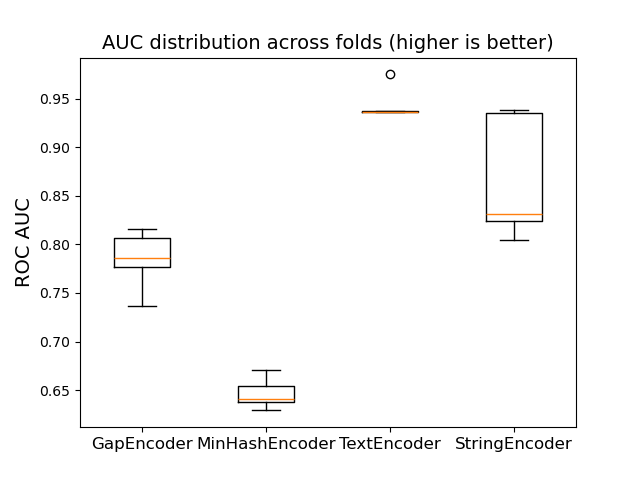 AUC distribution across folds (higher is better)
ROC AUC
0.95
0.90
0.85
0.80
0.75
0.70
0.65
GapEncoder MinHashEncoder TextEncoder StringEncoder